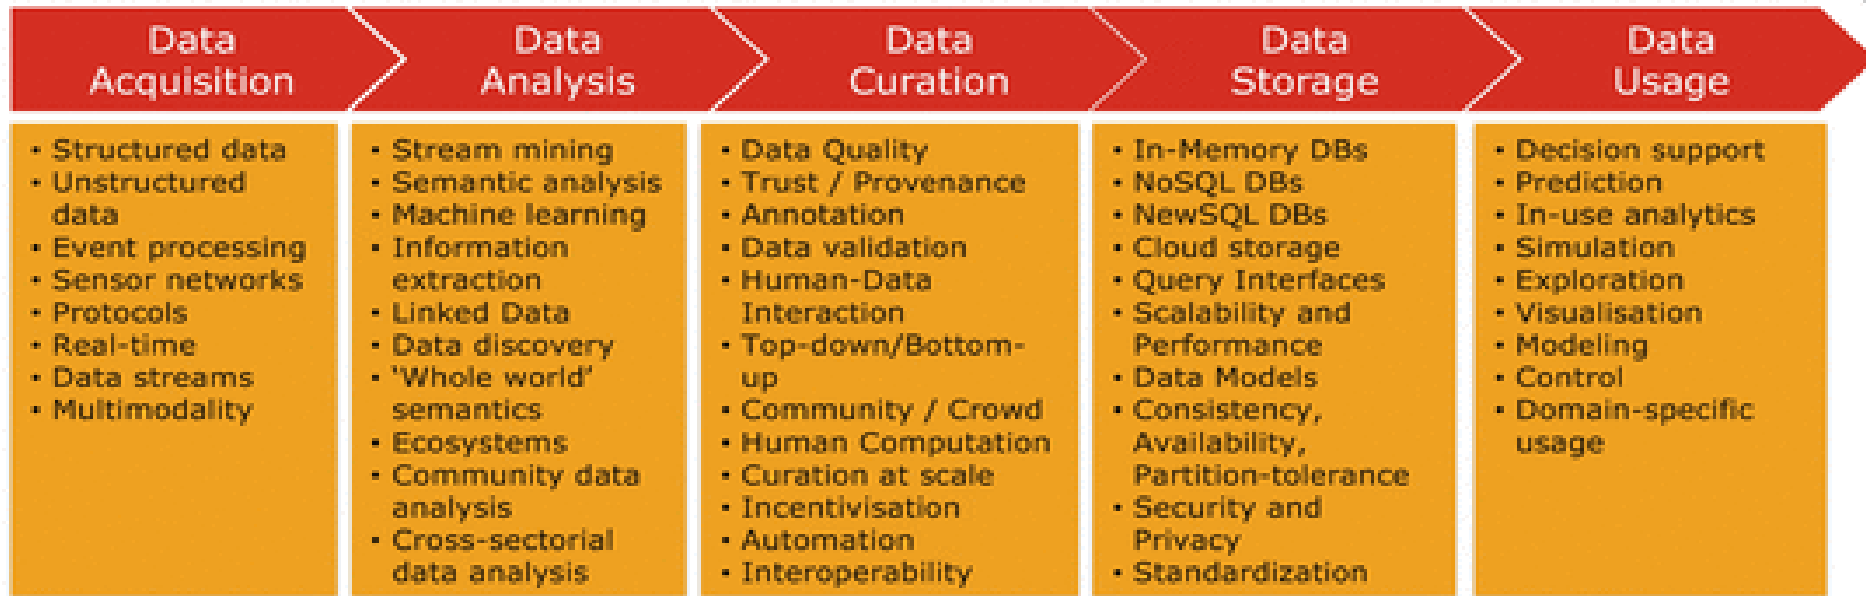 Data
Acquisition
Data
Analysis
Data
Curation
Data
Storage
Data
Usage
• Structured data
• Unstructured
data
• Event processing
• Sensor networks
• Protocols
• Real-time
• Data streams
• Multimodality
• Stream mining
• Semantic analysis
• Machine learning
• Information
extraction
• Linked Data
• Data discovery
• 'Whole world'
semantics
• Ecosystems
• Community data
analysis
• Cross-sectorial
data analysis
• Data Quality
• Trust / Provenance
• Annotation
• Data validation
• Human-Data
Interaction
• Top-down/Bottom-
up
• Community / Crowd
• Human Computation
• Curation at scale
• Incentivisation
• Automation
• Interoperability
• In-Memory DBs
• NoSQL DBs
• NewSQL DBs
• Cloud storage
• Query Interfaces
• Scalability and
Performance
• Data Models
• Consistency,
Availability,
Partition-tolerance
• Security and
Privacy
• Standardization
• Decision support
• Prediction
• In-use analytics
• Simulation
• Exploration
• Visualisation
• Modeling
• Control
• Domain-specific
usage